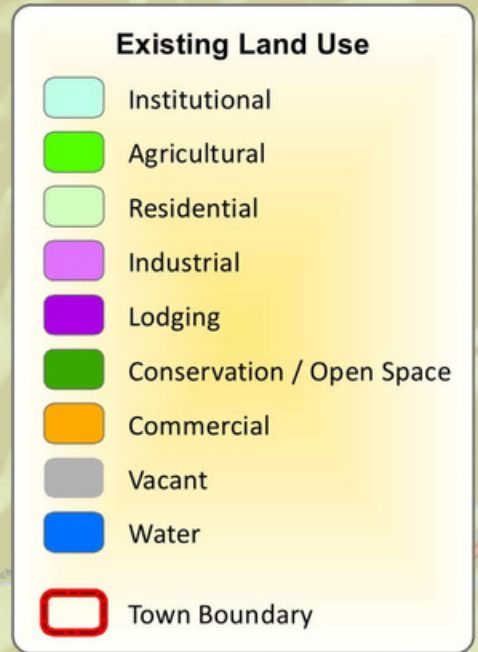 Existing Land Use
Institutional
Agricultural
Residential
Industrial
Lodging
Conservation / Open Space
Commercial
Vacant
Water
Town Boundary